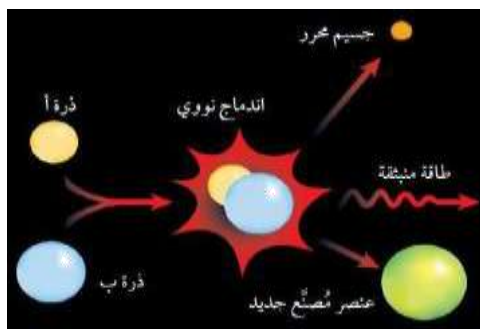 جسيم محرر
ذرة أ
اندماج نووي
طاقة منبثقة
ذرة ب
عنصر مُصنَّع جديد